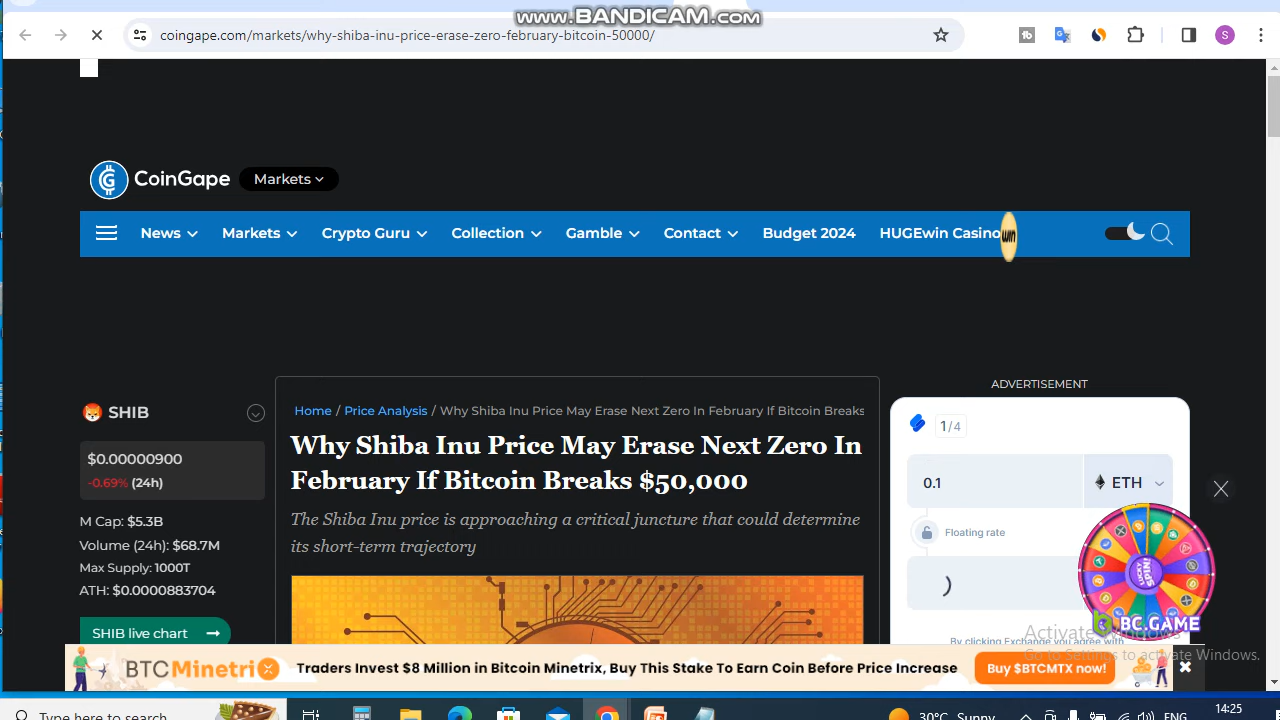 www.BANDICAM.com
coingape.com/markets/why-shiba-inu-price-erase-zero-february-bitcoin-50000/
S
CoinGape
Markets
News Markets Crypto Guru Collection Gamble Contact Budget 2024 HUGEwin Casino win
ADVERTISEMENT
SHIB
Home / Price Analysis / Why Shiba Inu Price May Erase Next Zero In February If Bitcoin Breaks
1/4
Why Shiba Inu Price May Erase Next Zero In
February If Bitcoin Breaks $50,000
$0.00000900
-0.69% (24h)
0.1 ETH
The Shiba Inu price is approaching a critical juncture that could determine
its short-term trajectory
M Cap: $5.3B
Volume (24h): $68.7M
Max Supply: 1000T
ATH: $0.0000883704
Floating rate
SHIB live chart
BC.GAME
By clicking Exchange you agree with
Activate Windows
Go to Settings to activate Windows.
BTCMinetrix
Traders Invest $8 Million in Bitcoin Minetrix, Buy This Stake To Earn Coin Before Price Increase
Buy $BTCMTX now!
Type here to search
30°C Sunny
ENG
14:25